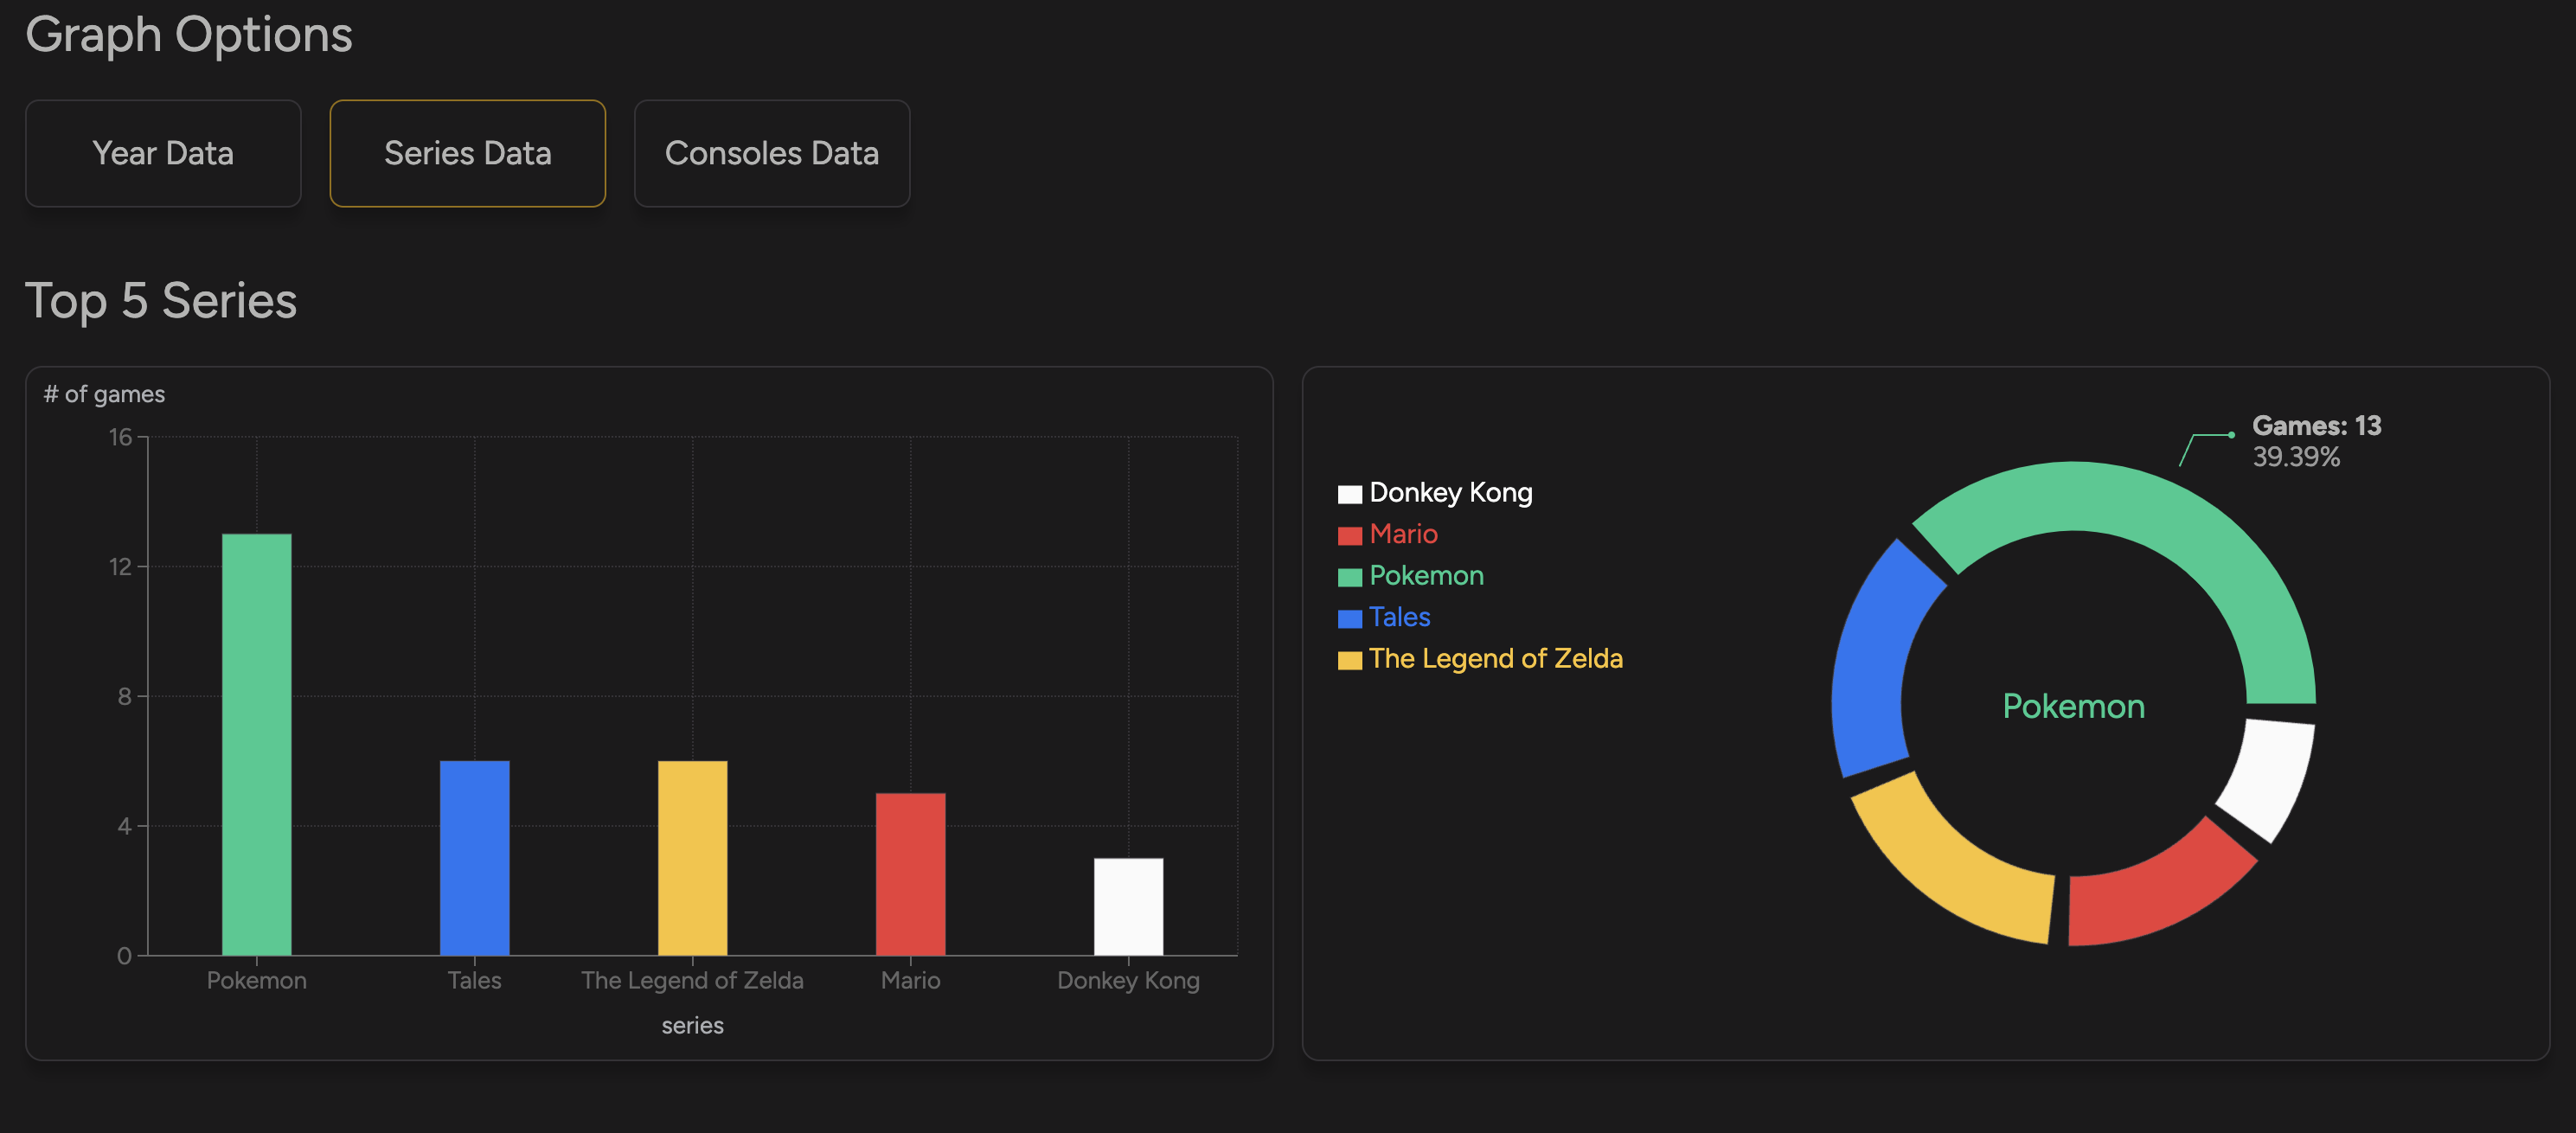 Graph Options
Year Data
Series Data
Consoles Data
Top 5 Series
# of games
16
12
8
4
0
Pokemon
Tales
The Legend of Zelda
Mario
Donkey Kong
series
Donkey Kong
Mario
Pokemon
Tales
The Legend of Zelda
Games: 13
39.39%
Pokemon